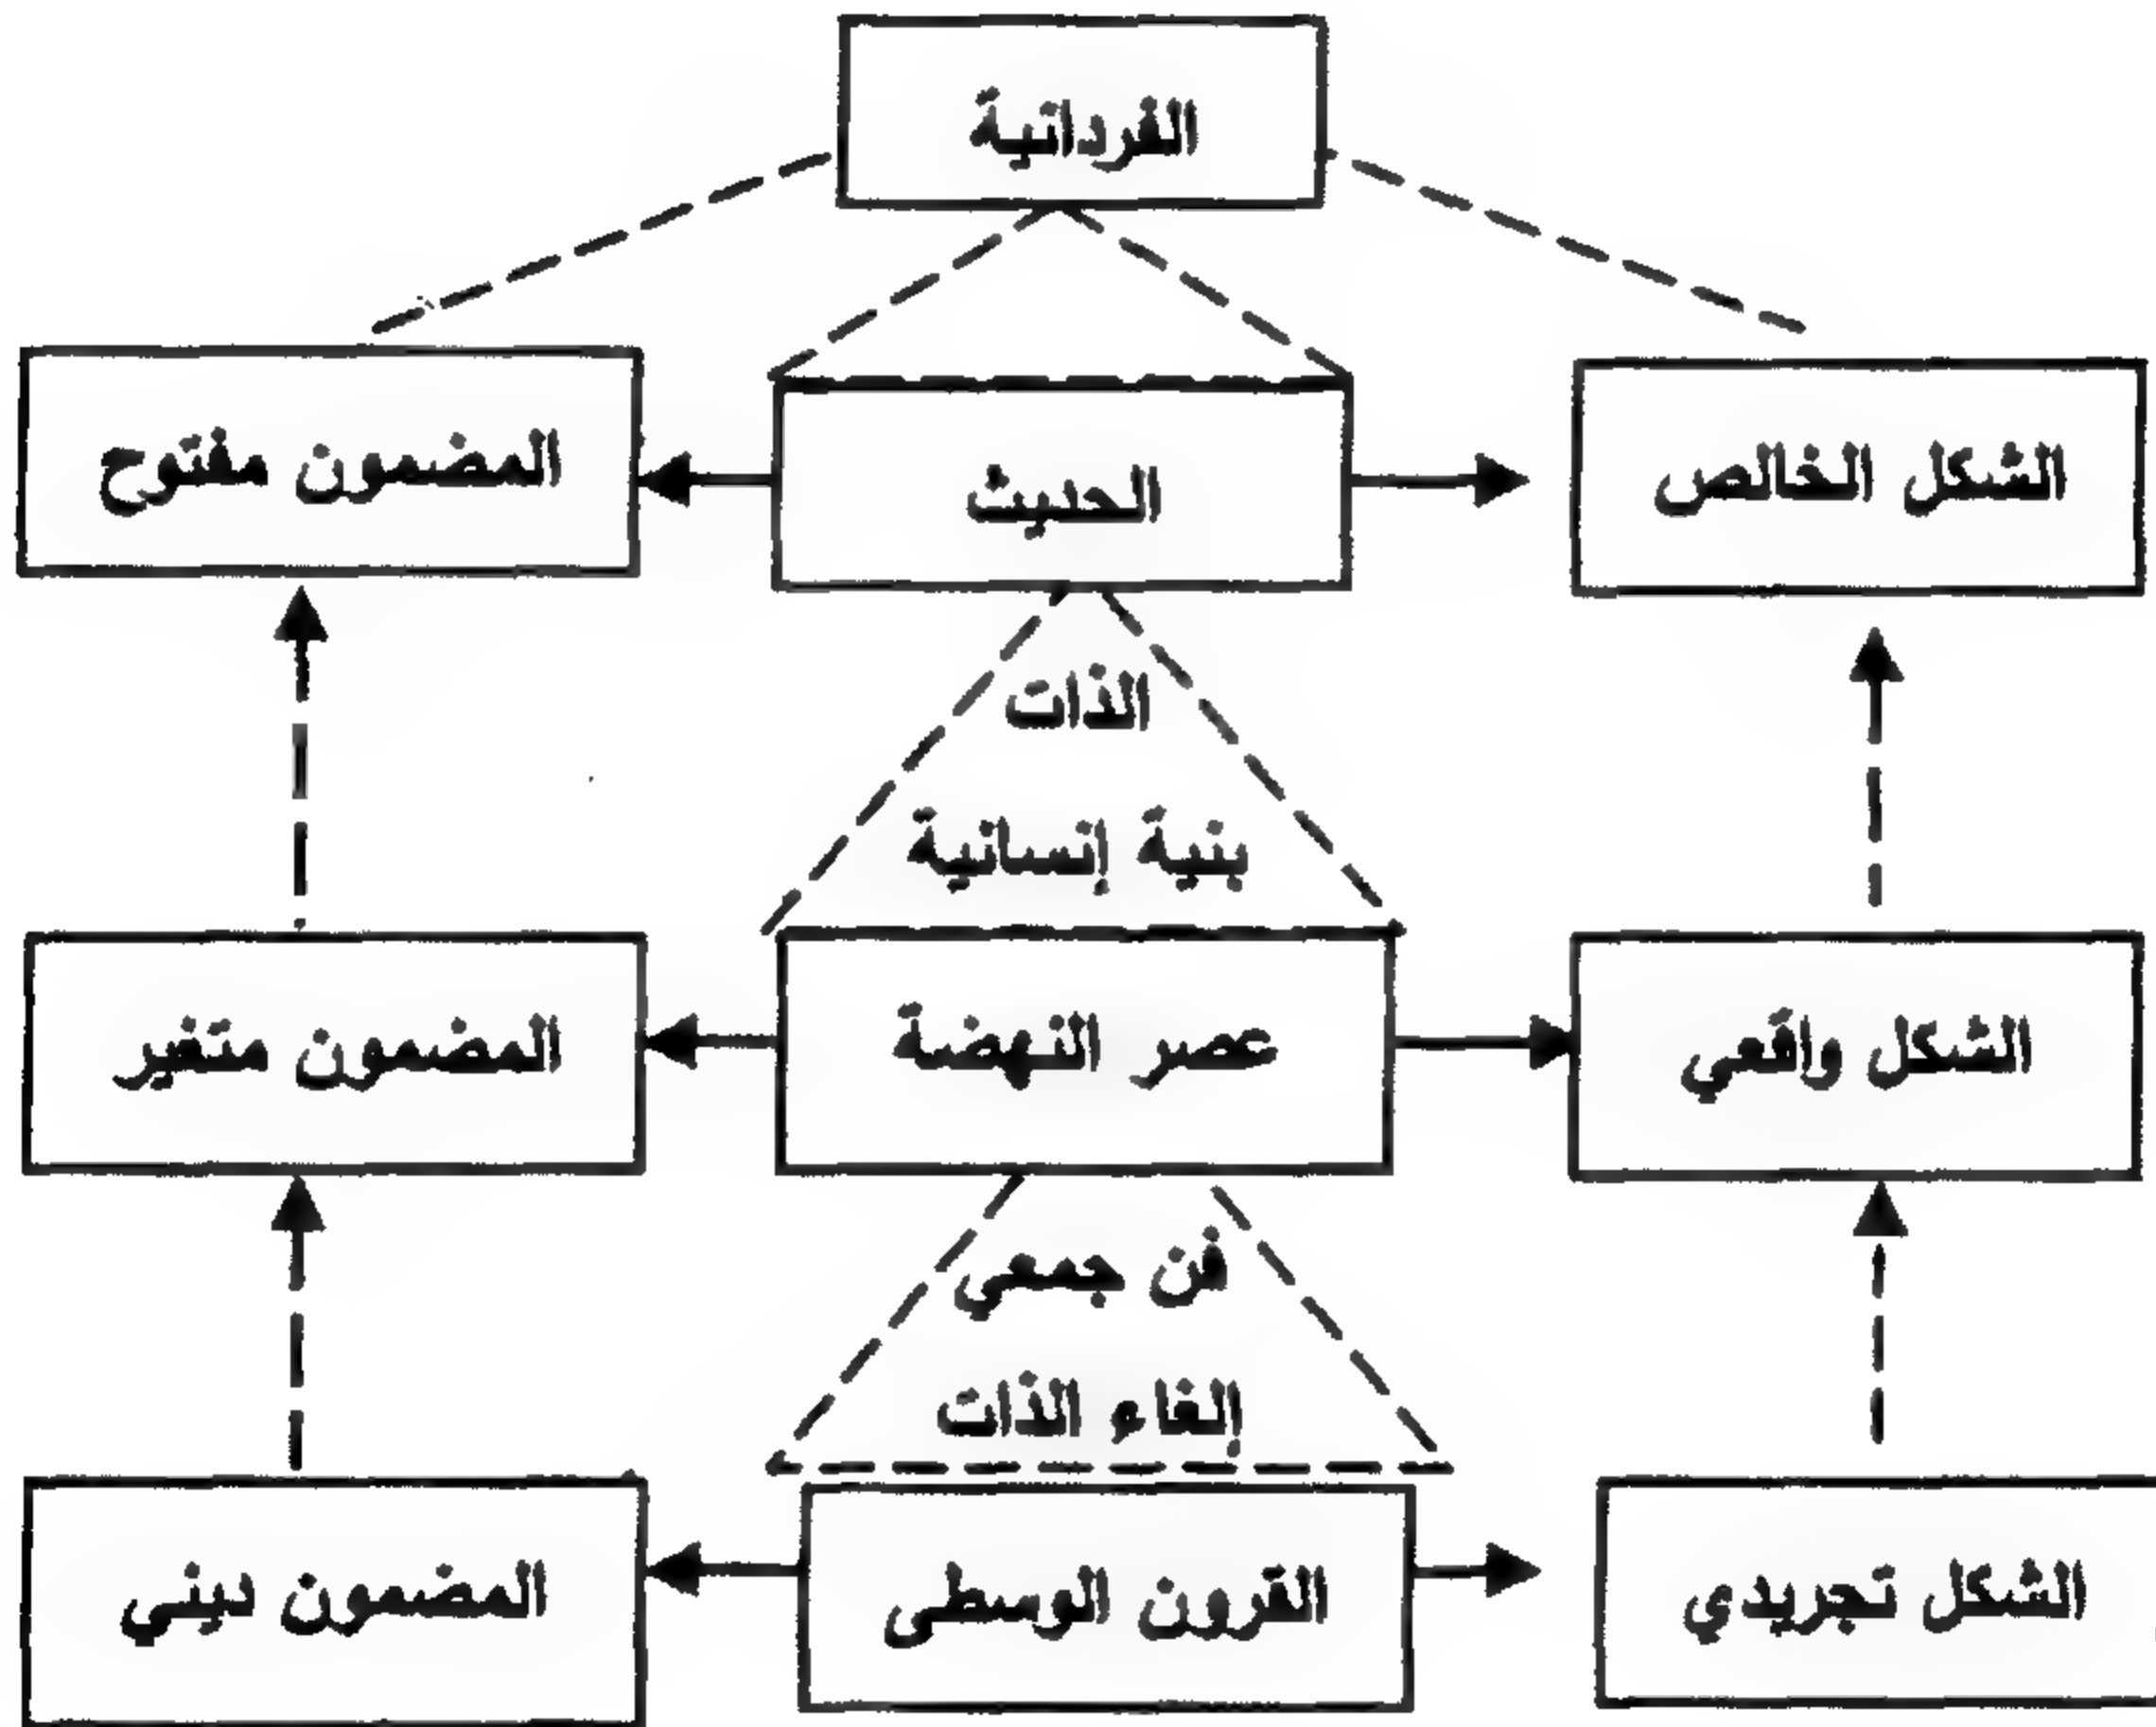 الفردانية
الشكل الخالص
الحديث
المضمون مفتوح
الذات
بنية إنسانية
الشكل واقعي
عصر النهضة
المضمون متغير
فن جمعي
إلغاء الذات
الشكل تجريدي
القرون الوسطى
المضمون ديني